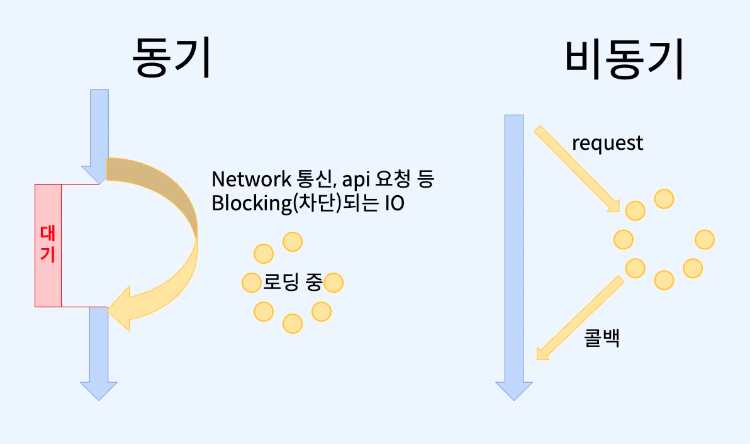 동기
비동기
대
기
Network 통신, api 요청 등
Blocking(차단)되는 IO
로딩 중
request
콜백